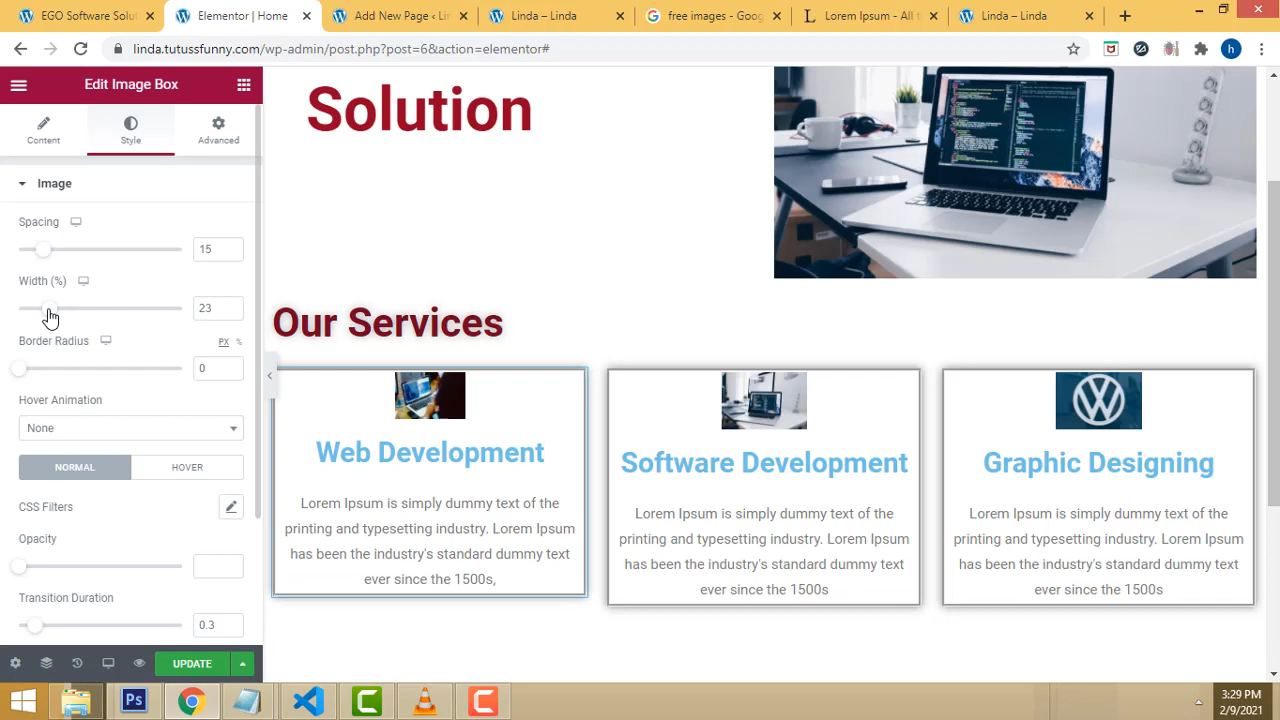 EGO Software Solu
Elementor | Home
Add New Page ‹ Lin
Linda – Linda
free images - Goog
Lorem Ipsum - All t
Linda – Linda
linda.tutussfunny.com/wp-admin/post.php?post=6&action=elementor#
h
Edit Image Box
Content
Style
Advanced
Image
Spacing
15
Width (%)
23
Border Radius
PX %
0
Hover Animation
None
NORMAL
HOVER
CSS Filters
Opacity
Transition Duration
0.3
UPDATE
Solution
Our Services
Web Development
Lorem Ipsum is simply dummy text of the
printing and typesetting industry. Lorem Ipsum
has been the industry's standard dummy text
ever since the 1500s,
Software Development
Lorem Ipsum is simply dummy text of the
printing and typesetting industry. Lorem Ipsum
has been the industry's standard dummy text
ever since the 1500s
Graphic Designing
Lorem Ipsum is simply dummy text of the
printing and typesetting industry. Lorem Ipsum
has been the industry's standard dummy text
ever since the 1500s
Ps
3:29 PM
2/9/2021